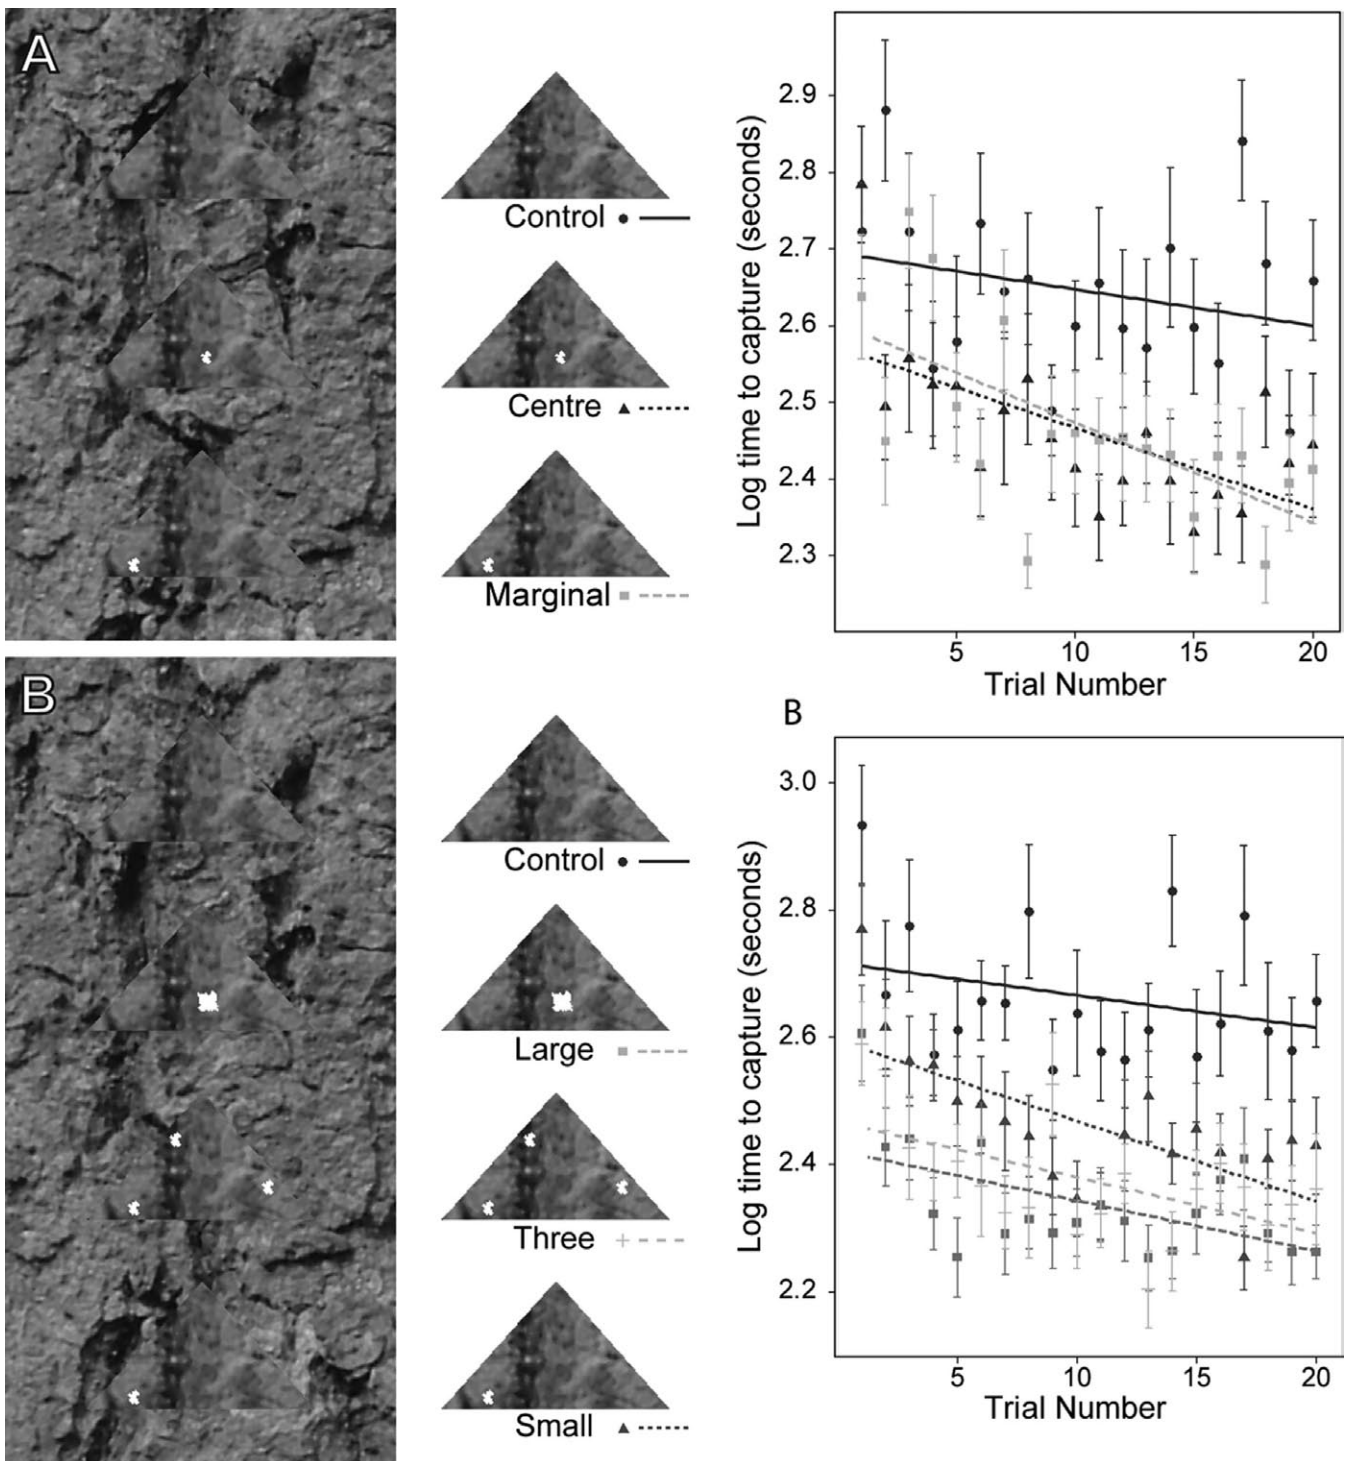 A
Control
Centre
Marginal
Log time to capture (seconds)
2.9
2.8
2.7
2.6
2.5
2.4
2.3
5 10 15 20
Trial Number
B
Control
Large
Three
Small
B
Log time to capture (seconds)
3.0
2.8
2.6
2.4
2.2
5 10 15 20
Trial Number